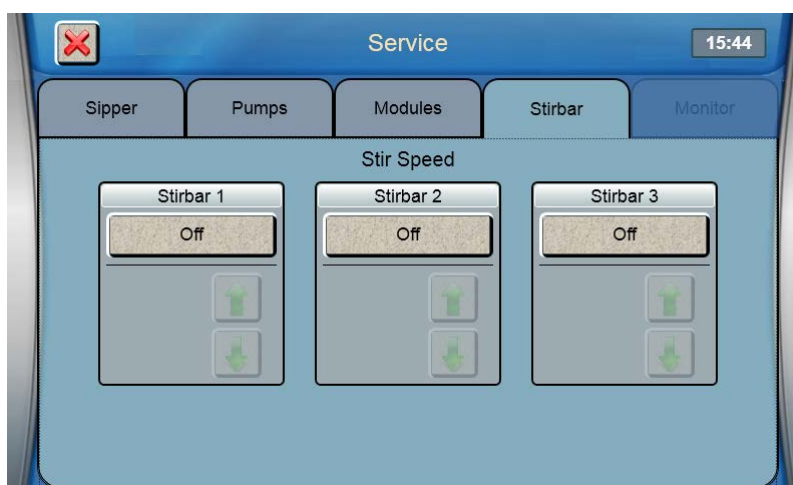 Service
15:44
Sipper Pumps Modules Stirbar Monitor
Stir Speed
Stirbar 1 Stirbar 2 Stirbar 3
Off Off Off